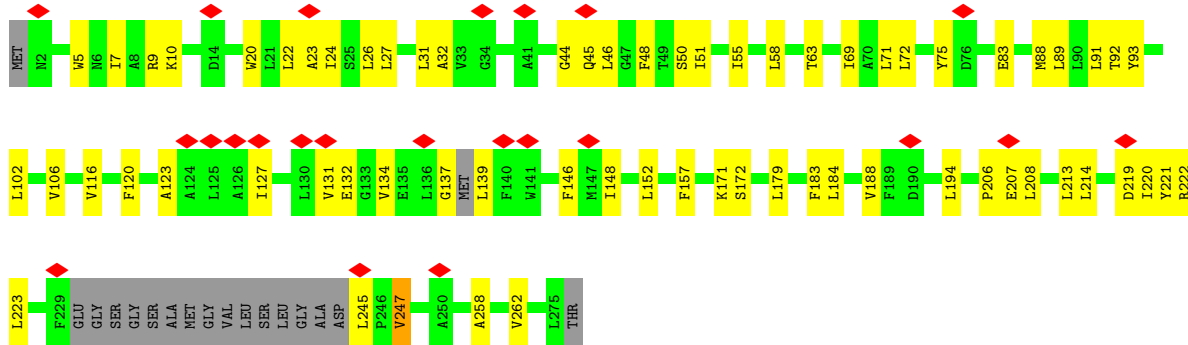 MET N2 W5 N6 I7 A8 R9 K10 D14 W20 L21 L22 A23 I24 S25 L26 L27 L31 A32 V33 G34 A41 G44 Q45 L46 G47 F48 T49 S50 I51 I55 L58 T63 I69 A70 L71 L72 Y75 D76 E83 M88 L89 L90 L91 T92 Y93
L102 V106 V116 F120 A123 A124 L125 A126 I127 L130 V131 E132 G133 V134 E135 L136 G137 MET L139 F140 W141 F146 M147 I148 L152 F157 K171 S172 L179 F183 L184 V188 F189 D190 L194 P206 E207 L208 L213 L214 D219 I220 Y221 R222
L223 F229 GLU GLY SER GLY SER ALA MET GLY VAL LEU SER LEU GLY ALA ASP L245 P246 V247 A250 A258 V262 L275 THR